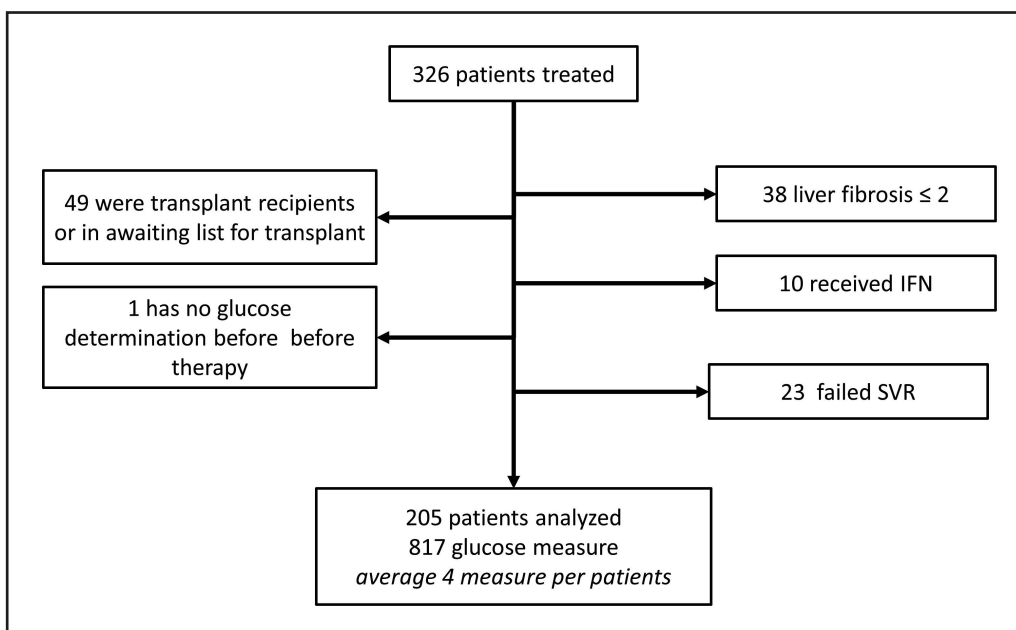 326 patients treated
38 liver fibrosis ≤ 2
49 were transplant recipients
or in awaiting list for transplant
10 received IFN
1 has no glucose
determination before before
therapy
23 failed SVR
205 patients analyzed
817 glucose measure
average 4 measure per patients